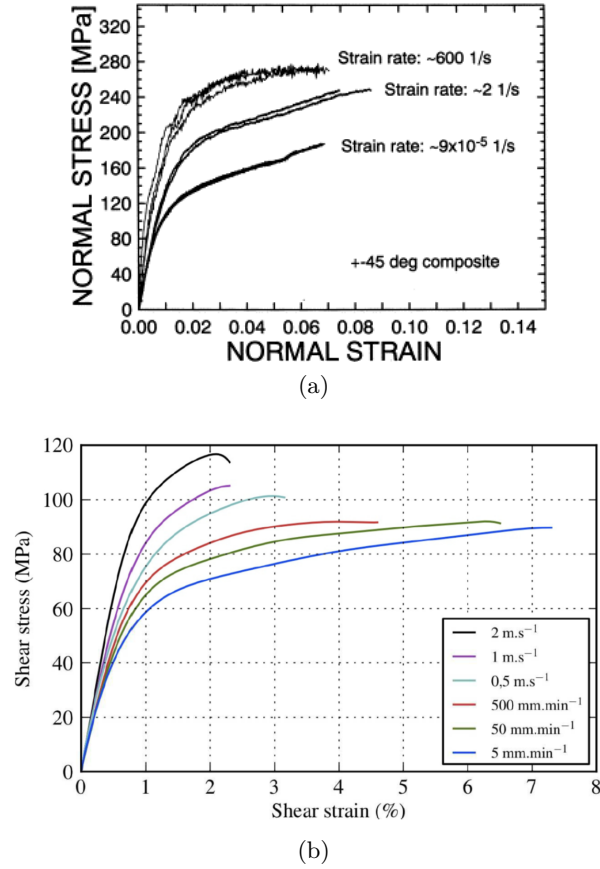 NORMAL STRESS [MPa]
320
280
240
200
160
120
80
40
0
Strain rate: ~600 1/s
Strain rate: ~2 1/s
Strain rate: ~9x10⁻⁵ 1/s
+-45 deg composite
0.00 0.02 0.04 0.06 0.08 0.10 0.12 0.14
NORMAL STRAIN
(a)
Shear stress (MPa)
120
100
80
60
40
20
0
2 m.s⁻¹
1 m.s⁻¹
0,5 m.s⁻¹
500 mm.min⁻¹
50 mm.min⁻¹
5 mm.min⁻¹
0 1 2 3 4 5 6 7 8
Shear strain (%)
(b)